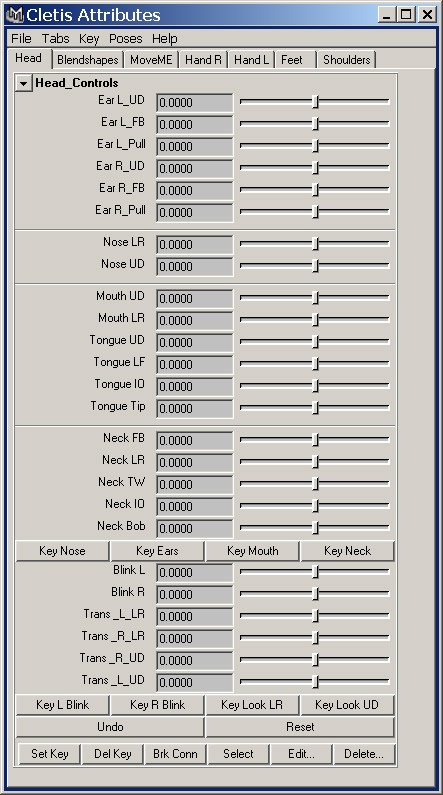 Cletis Attributes
File Tabs Key Poses Help
Head Blendshapes MoveME Hand R Hand L Feet Shoulders
Head_Controls
Ear L_UD 0.0000
Ear L_FB 0.0000
Ear L_Pull 0.0000
Ear R_UD 0.0000
Ear R_FB 0.0000
Ear R_Pull 0.0000
Nose LR 0.0000
Nose UD 0.0000
Mouth UD 0.0000
Mouth LR 0.0000
Tongue UD 0.0000
Tongue LF 0.0000
Tongue IO 0.0000
Tongue Tip 0.0000
Neck FB 0.0000
Neck LR 0.0000
Neck TW 0.0000
Neck IO 0.0000
Neck Bob 0.0000
Key Nose Key Ears Key Mouth Key Neck
Blink L 0.0000
Blink R 0.0000
Trans _L_LR 0.0000
Trans _R_LR 0.0000
Trans _R_UD 0.0000
Trans _L_UD 0.0000
Key L Blink Key R Blink Key Look LR Key Look UD
Undo Reset
Set Key Del Key Brk Conn Select Edit... Delete...